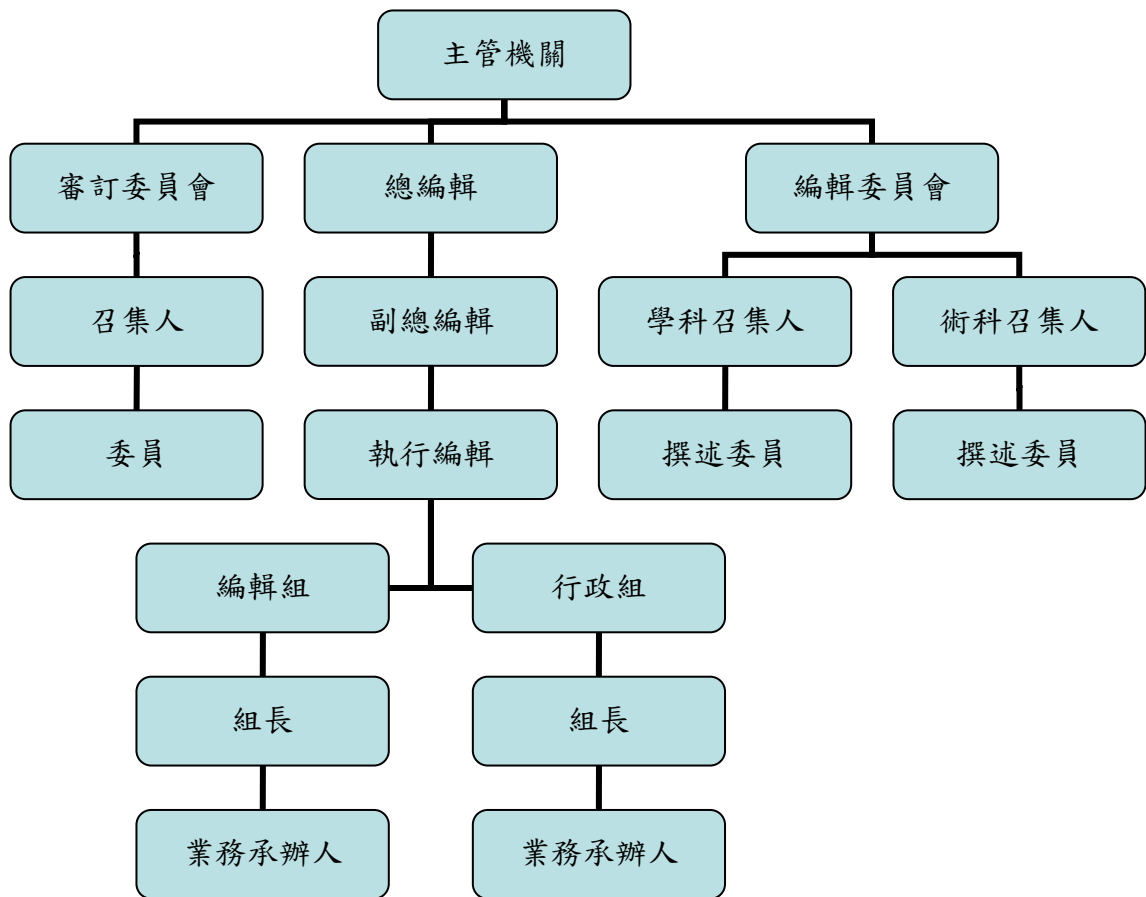 主管機關
審訂委員會
總編輯
編輯委員會
召集人
副總編輯
學科召集人
術科召集人
委員
執行編輯
撰述委員
撰述委員
編輯組
行政組
組長
組長
業務承辦人
業務承辦人